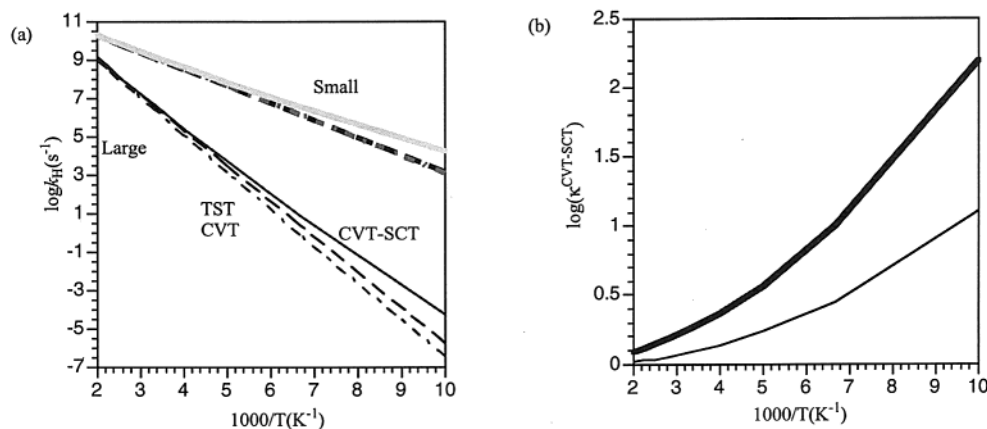 (a)
11
9
7
5
3
1
-1
-3
-5
-7
logkH(s⁻¹)
Small
Large
TST
CVT
CVT-SCT
2 3 4 5 6 7 8 9 10
1000/T(K⁻¹)
(b)
2.5
2
1.5
1
0.5
0
log(κCVT-SCT)
2 3 4 5 6 7 8 9 10
1000/T(K⁻¹)